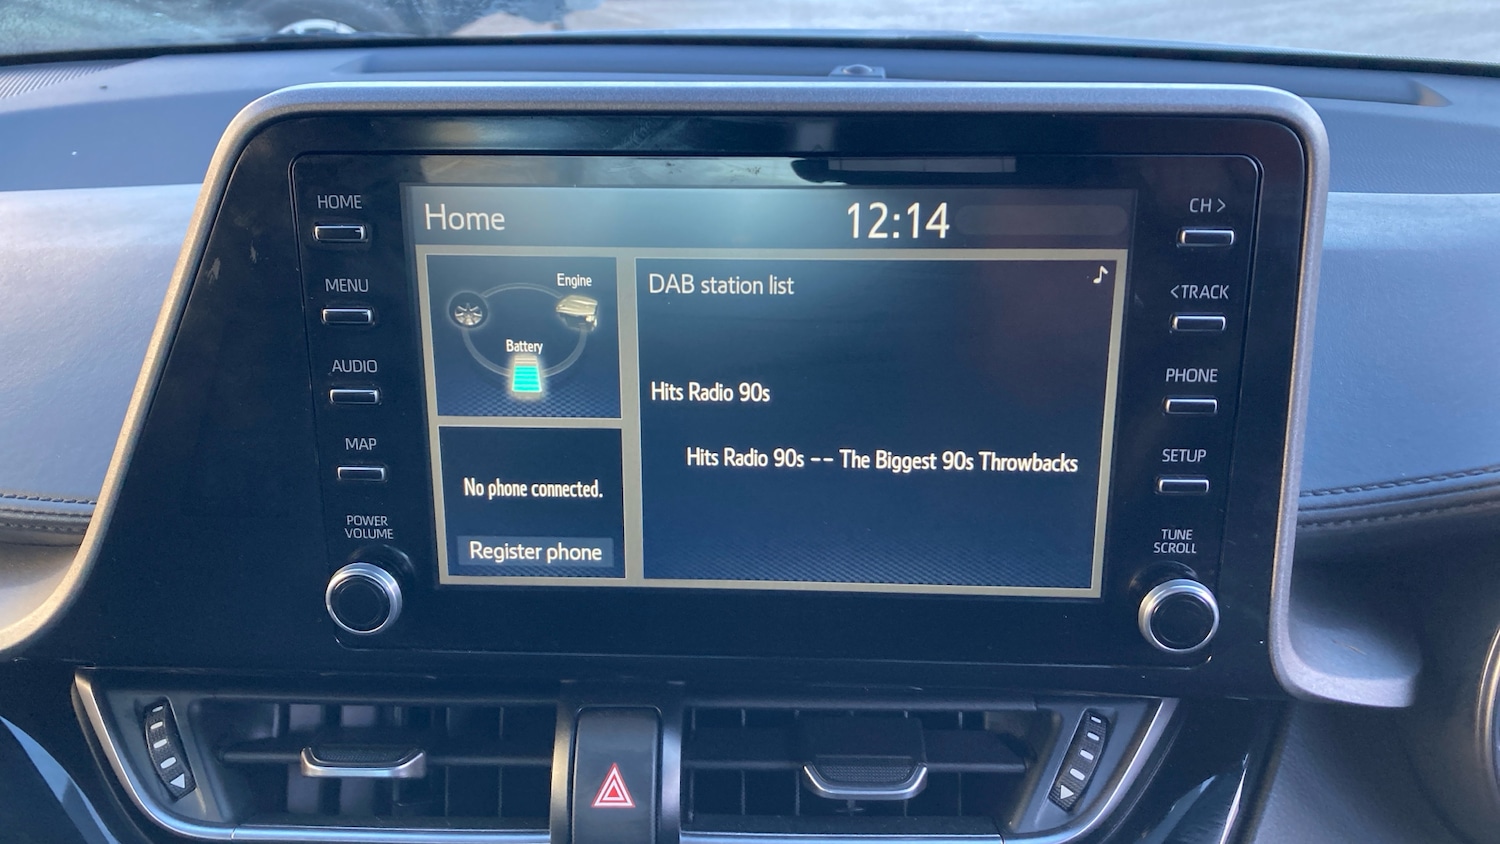 HOME
MENU
AUDIO
MAP
POWER
VOLUME
Home
12:14
Engine
Battery
No phone connected.
Register phone
DAB station list
Hits Radio 90s
Hits Radio 90s -- The Biggest 90s Throwbacks
CH >
<TRACK
PHONE
SETUP
TUNE
SCROLL